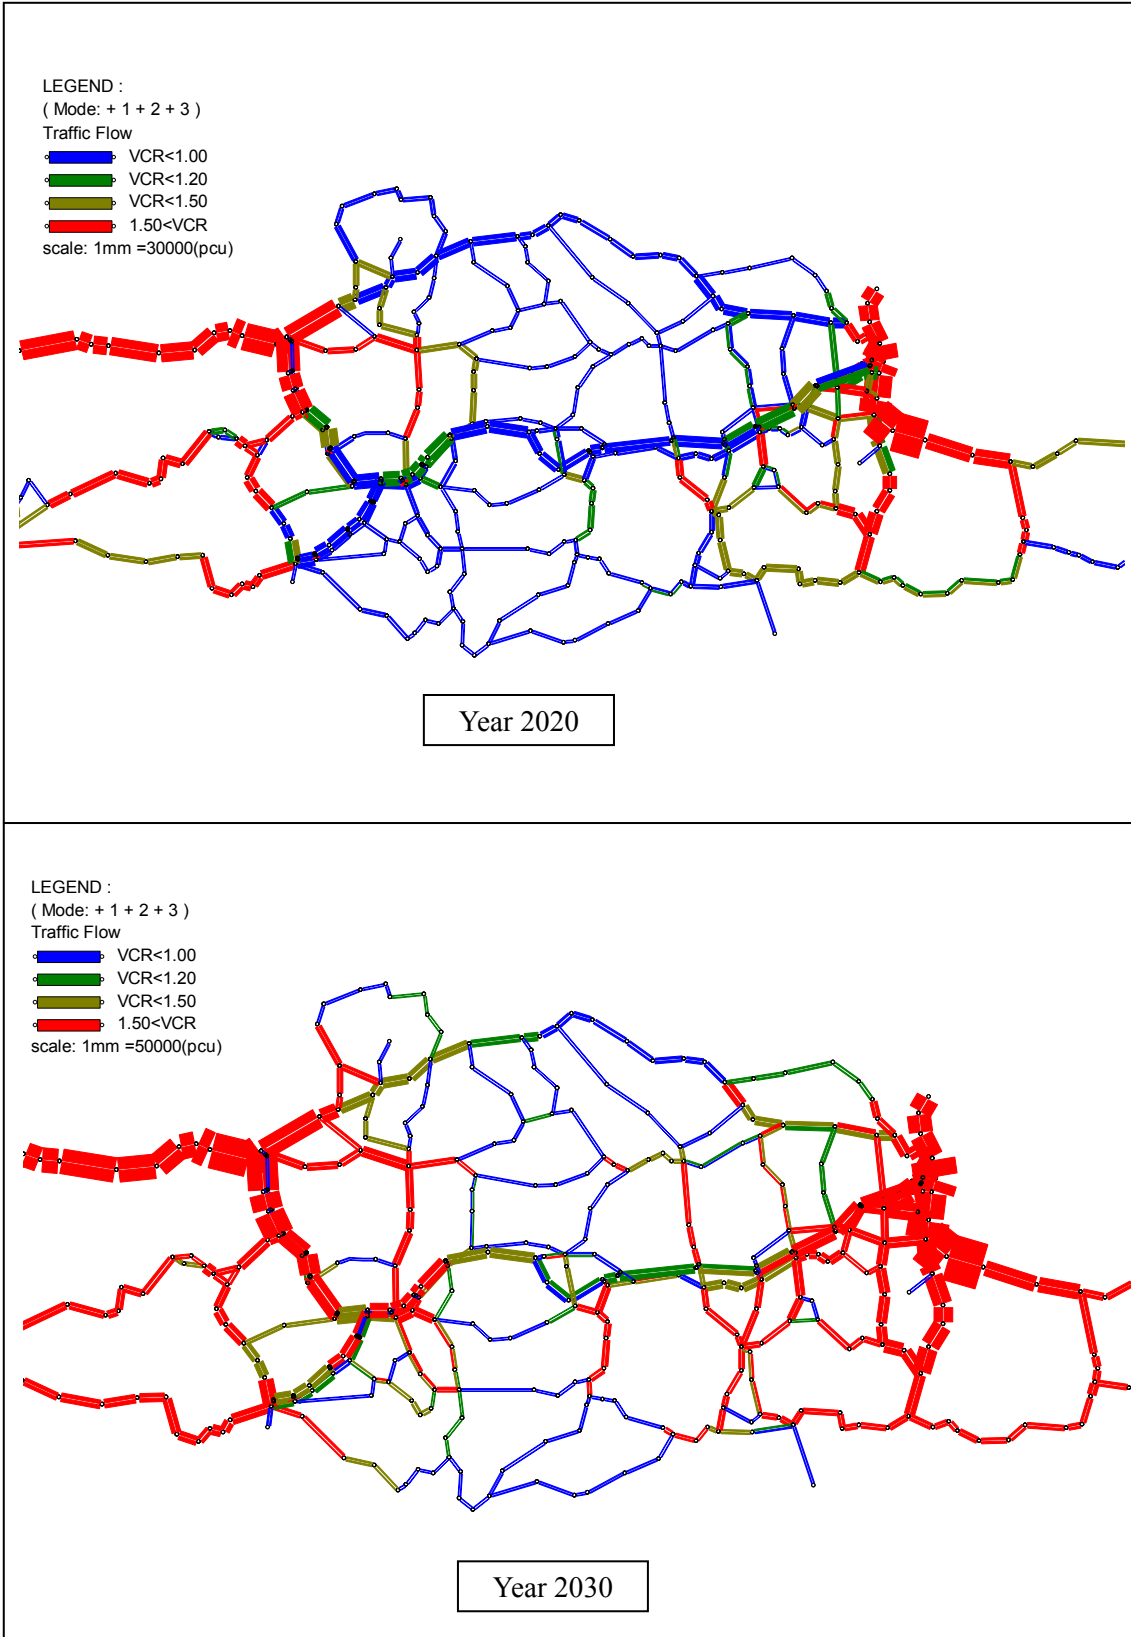 LEGEND :
( Mode: + 1 + 2 + 3 )
Traffic Flow
VCR<1.00
VCR<1.20
VCR<1.50
1.50<VCR
scale: 1mm =30000(pcu)
Year 2020
LEGEND :
( Mode: + 1 + 2 + 3 )
Traffic Flow
VCR<1.00
VCR<1.20
VCR<1.50
1.50<VCR
scale: 1mm =50000(pcu)
Year 2030